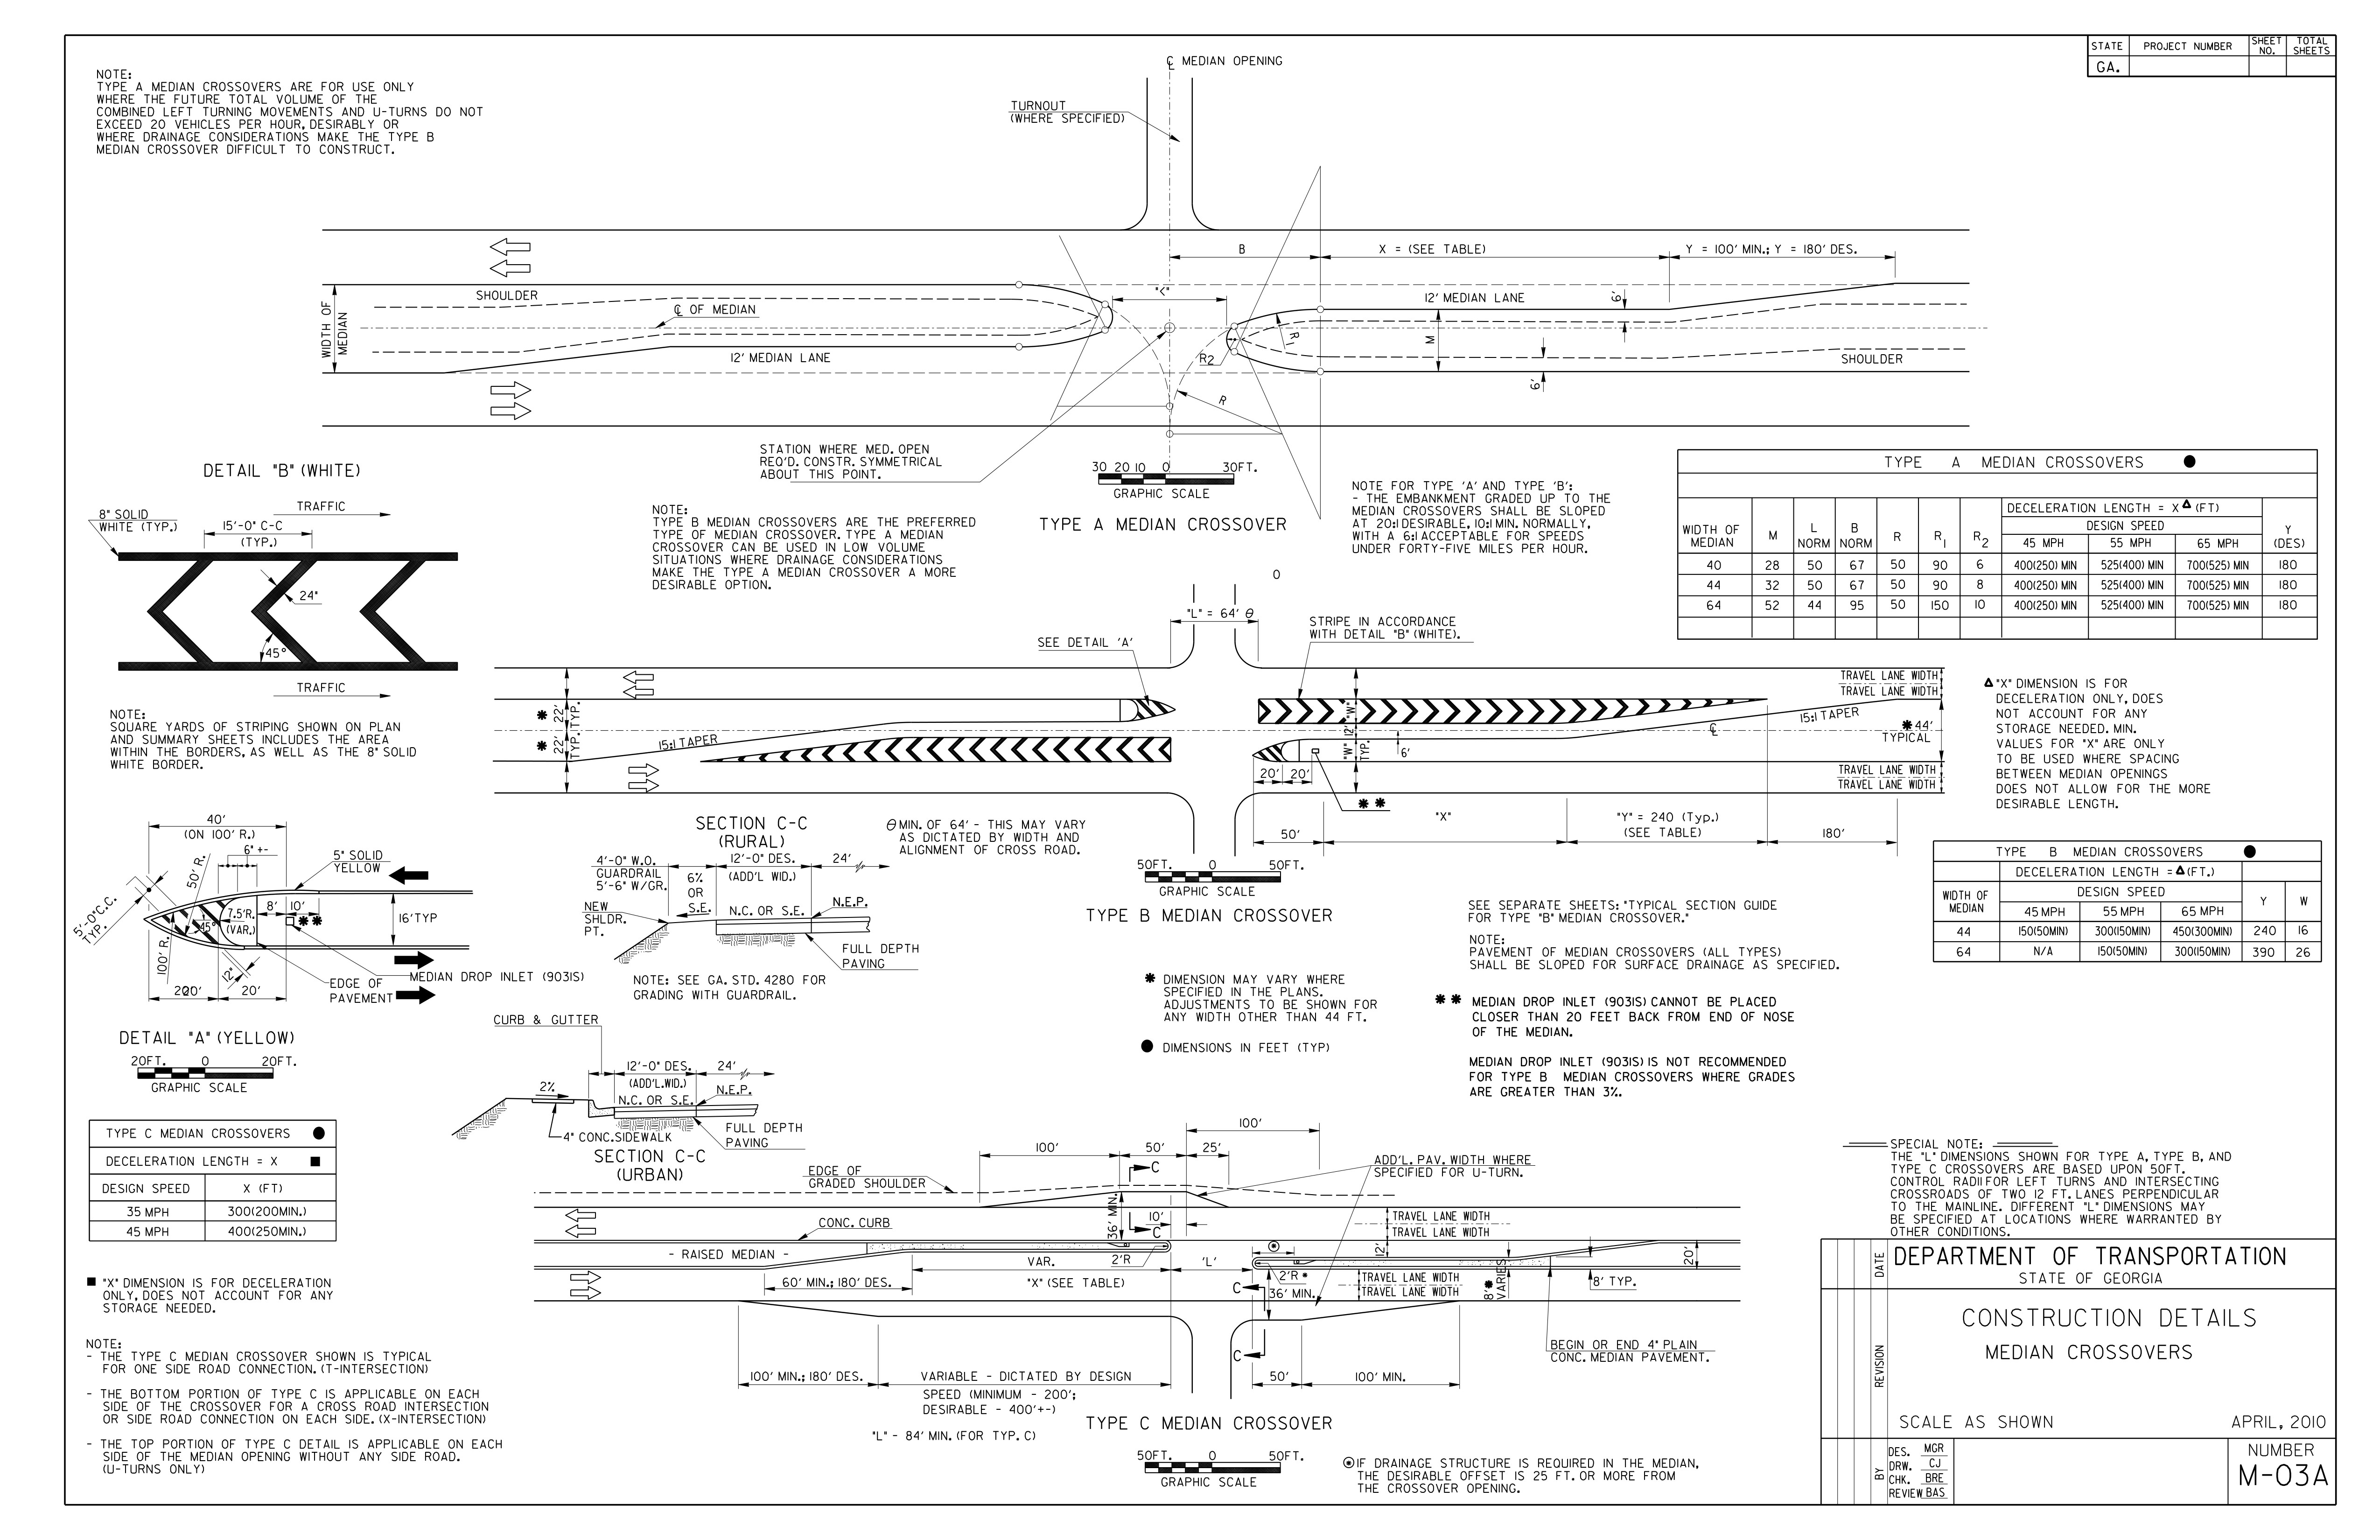 STATE
PROJECT NUMBER
SHEET NO.
TOTAL SHEETS
GA.
NOTE:
TYPE A MEDIAN CROSSOVERS ARE FOR USE ONLY
WHERE THE FUTURE TOTAL VOLUME OF THE
COMBINED LEFT TURNING MOVEMENTS AND U-TURNS DO NOT
EXCEED 20 VEHICLES PER HOUR, DESIRABLY OR
WHERE DRAINAGE CONSIDERATIONS MAKE THE TYPE B
MEDIAN CROSSOVER DIFFICULT TO CONSTRUCT.
℄ MEDIAN OPENING
TURNOUT
(WHERE SPECIFIED)
B
X = (SEE TABLE)
Y = 100' MIN.; Y = 180' DES.
WIDTH OF
MEDIAN
SHOULDER
℄ OF MEDIAN
12' MEDIAN LANE
"L"
12' MEDIAN LANE
6'
R1
M
R2
R
6'
SHOULDER
STATION WHERE MED. OPEN
REQ'D. CONSTR. SYMMETRICAL
ABOUT THIS POINT.
30 20 10 0 30FT.
GRAPHIC SCALE
TYPE A MEDIAN CROSSOVER
NOTE:
TYPE B MEDIAN CROSSOVERS ARE THE PREFERRED
TYPE OF MEDIAN CROSSOVER. TYPE A MEDIAN
CROSSOVER CAN BE USED IN LOW VOLUME
SITUATIONS WHERE DRAINAGE CONSIDERATIONS
MAKE THE TYPE A MEDIAN CROSSOVER A MORE
DESIRABLE OPTION.
NOTE FOR TYPE 'A' AND TYPE 'B':
- THE EMBANKMENT GRADED UP TO THE
MEDIAN CROSSOVERS SHALL BE SLOPED
AT 20:1 DESIRABLE, 10:1 MIN. NORMALLY,
WITH A 6:1 ACCEPTABLE FOR SPEEDS
UNDER FORTY-FIVE MILES PER HOUR.
O
TYPE A MEDIAN CROSSOVERS ●
WIDTH OF MEDIAN
M
L NORM
B NORM
R
R1
R2
DECELERATION LENGTH = X △ (FT)
DESIGN SPEED
45 MPH 55 MPH 65 MPH
Y (DES)
40 28 50 67 50 90 6 400(250) MIN 525(400) MIN 700(525) MIN 180
44 32 50 67 50 90 8 400(250) MIN 525(400) MIN 700(525) MIN 180
64 52 44 95 50 150 10 400(250) MIN 525(400) MIN 700(525) MIN 180
DETAIL "B" (WHITE)
TRAFFIC
8" SOLID
WHITE (TYP.)
15'-0" C-C
(TYP.)
24"
45°
TRAFFIC
NOTE:
SQUARE YARDS OF STRIPING SHOWN ON PLAN
AND SUMMARY SHEETS INCLUDES THE AREA
WITHIN THE BORDERS, AS WELL AS THE 8" SOLID
WHITE BORDER.
"L" = 64' θ
SEE DETAIL 'A'
STRIPE IN ACCORDANCE
WITH DETAIL "B" (WHITE).
✱ 22' TYP.
✱ 22' TYP.
15:1 TAPER
"W" 12' "W"
TYP.
6'
20' 20'
✱ ✱
15:1 TAPER
℄
TRAVEL LANE WIDTH
TRAVEL LANE WIDTH
✱ 44'
TYPICAL
TRAVEL LANE WIDTH
TRAVEL LANE WIDTH
50'
"X"
"Y" = 240 (Typ.)
(SEE TABLE)
180'
△ "X" DIMENSION IS FOR
DECELERATION ONLY, DOES
NOT ACCOUNT FOR ANY
STORAGE NEEDED. MIN.
VALUES FOR "X" ARE ONLY
TO BE USED WHERE SPACING
BETWEEN MEDIAN OPENINGS
DOES NOT ALLOW FOR THE MORE
DESIRABLE LENGTH.
θ MIN. OF 64' - THIS MAY VARY
AS DICTATED BY WIDTH AND
ALIGNMENT OF CROSS ROAD.
50FT. 0 50FT.
GRAPHIC SCALE
TYPE B MEDIAN CROSSOVER
SECTION C-C
(RURAL)
4'-0" W.O.
GUARDRAIL
5'-6" W/GR.
12'-0" DES.
(ADD'L WID.)
24'
6%
OR
S.E.
NEW
SHLDR.
PT.
N.C. OR S.E.
N.E.P.
FULL DEPTH
PAVING
NOTE: SEE GA. STD. 4280 FOR
GRADING WITH GUARDRAIL.
40'
(ON 100' R.)
6" +-
5" SOLID
YELLOW
50' R.
5'-0" C.C.
TYP.
45°
7.5'R.
(VAR.)
8' 10'
✱ ✱
16' TYP
100' R.
12"
20' 20' 20'
MEDIAN DROP INLET (9031S)
EDGE OF
PAVEMENT
DETAIL "A" (YELLOW)
20FT. 0 20FT.
GRAPHIC SCALE
✱ DIMENSION MAY VARY WHERE
SPECIFIED IN THE PLANS.
ADJUSTMENTS TO BE SHOWN FOR
ANY WIDTH OTHER THAN 44 FT.
● DIMENSIONS IN FEET (TYP)
SEE SEPARATE SHEETS: "TYPICAL SECTION GUIDE
FOR TYPE "B" MEDIAN CROSSOVER."
NOTE:
PAVEMENT OF MEDIAN CROSSOVERS (ALL TYPES)
SHALL BE SLOPED FOR SURFACE DRAINAGE AS SPECIFIED.
✱ ✱ MEDIAN DROP INLET (9031S) CANNOT BE PLACED
CLOSER THAN 20 FEET BACK FROM END OF NOSE
OF THE MEDIAN.
MEDIAN DROP INLET (9031S) IS NOT RECOMMENDED
FOR TYPE B MEDIAN CROSSOVERS WHERE GRADES
ARE GREATER THAN 3%.
TYPE B MEDIAN CROSSOVERS ●
WIDTH OF MEDIAN
DECELERATION LENGTH = △ (FT.)
DESIGN SPEED
45 MPH 55 MPH 65 MPH
Y W
44 150(50MIN) 300(150MIN) 450(300MIN) 240 16
64 N/A 150(50MIN) 300(150MIN) 390 26
CURB & GUTTER
12'-0" DES.
(ADD'L.WID.)
24'
2%
N.C. OR S.E.
N.E.P.
4" CONC.SIDEWALK
FULL DEPTH
PAVING
SECTION C-C
(URBAN)
TYPE C MEDIAN CROSSOVERS ●
DECELERATION LENGTH = X ■
DESIGN SPEED X (FT)
35 MPH 300(200MIN.)
45 MPH 400(250MIN.)
■ "X" DIMENSION IS FOR DECELERATION
ONLY, DOES NOT ACCOUNT FOR ANY
STORAGE NEEDED.
NOTE:
- THE TYPE C MEDIAN CROSSOVER SHOWN IS TYPICAL
FOR ONE SIDE ROAD CONNECTION. (T-INTERSECTION)
- THE BOTTOM PORTION OF TYPE C IS APPLICABLE ON EACH
SIDE OF THE CROSSOVER FOR A CROSS ROAD INTERSECTION
OR SIDE ROAD CONNECTION ON EACH SIDE. (X-INTERSECTION)
- THE TOP PORTION OF TYPE C DETAIL IS APPLICABLE ON EACH
SIDE OF THE MEDIAN OPENING WITHOUT ANY SIDE ROAD.
(U-TURNS ONLY)
100'
100' 50' 25'
C
EDGE OF
GRADED SHOULDER
ADD'L. PAV. WIDTH WHERE
SPECIFIED FOR U-TURN.
36' MIN.
10'
C
CONC. CURB
- RAISED MEDIAN -
TRAVEL LANE WIDTH
TRAVEL LANE WIDTH
12'
20'
VAR.
2'R
'L'
60' MIN.; 180' DES.
"X" (SEE TABLE)
2'R ✱
C
36' MIN.
TRAVEL LANE WIDTH
TRAVEL LANE WIDTH
8'✱
VARIES
8' TYP.
C
BEGIN OR END 4" PLAIN
CONC. MEDIAN PAVEMENT.
100' MIN.; 180' DES.
VARIABLE - DICTATED BY DESIGN
SPEED (MINIMUM - 200';
DESIRABLE - 400'+-)
50'
100' MIN.
"L" - 84' MIN. (FOR TYP. C)
TYPE C MEDIAN CROSSOVER
50FT. 0 50FT.
GRAPHIC SCALE
IF DRAINAGE STRUCTURE IS REQUIRED IN THE MEDIAN,
THE DESIRABLE OFFSET IS 25 FT. OR MORE FROM
THE CROSSOVER OPENING.
SPECIAL NOTE:
THE "L" DIMENSIONS SHOWN FOR TYPE A, TYPE B, AND
TYPE C CROSSOVERS ARE BASED UPON 50FT.
CONTROL RADII FOR LEFT TURNS AND INTERSECTING
CROSSROADS OF TWO 12 FT. LANES PERPENDICULAR
TO THE MAINLINE. DIFFERENT "L" DIMENSIONS MAY
BE SPECIFIED AT LOCATIONS WHERE WARRANTED BY
OTHER CONDITIONS.
DATE
REVISION
BY
DEPARTMENT OF TRANSPORTATION
STATE OF GEORGIA
CONSTRUCTION DETAILS
MEDIAN CROSSOVERS
SCALE AS SHOWN
APRIL, 2010
DES. MGR
DRW. CJ
CHK. BRE
REVIEW BAS
NUMBER
M-03A